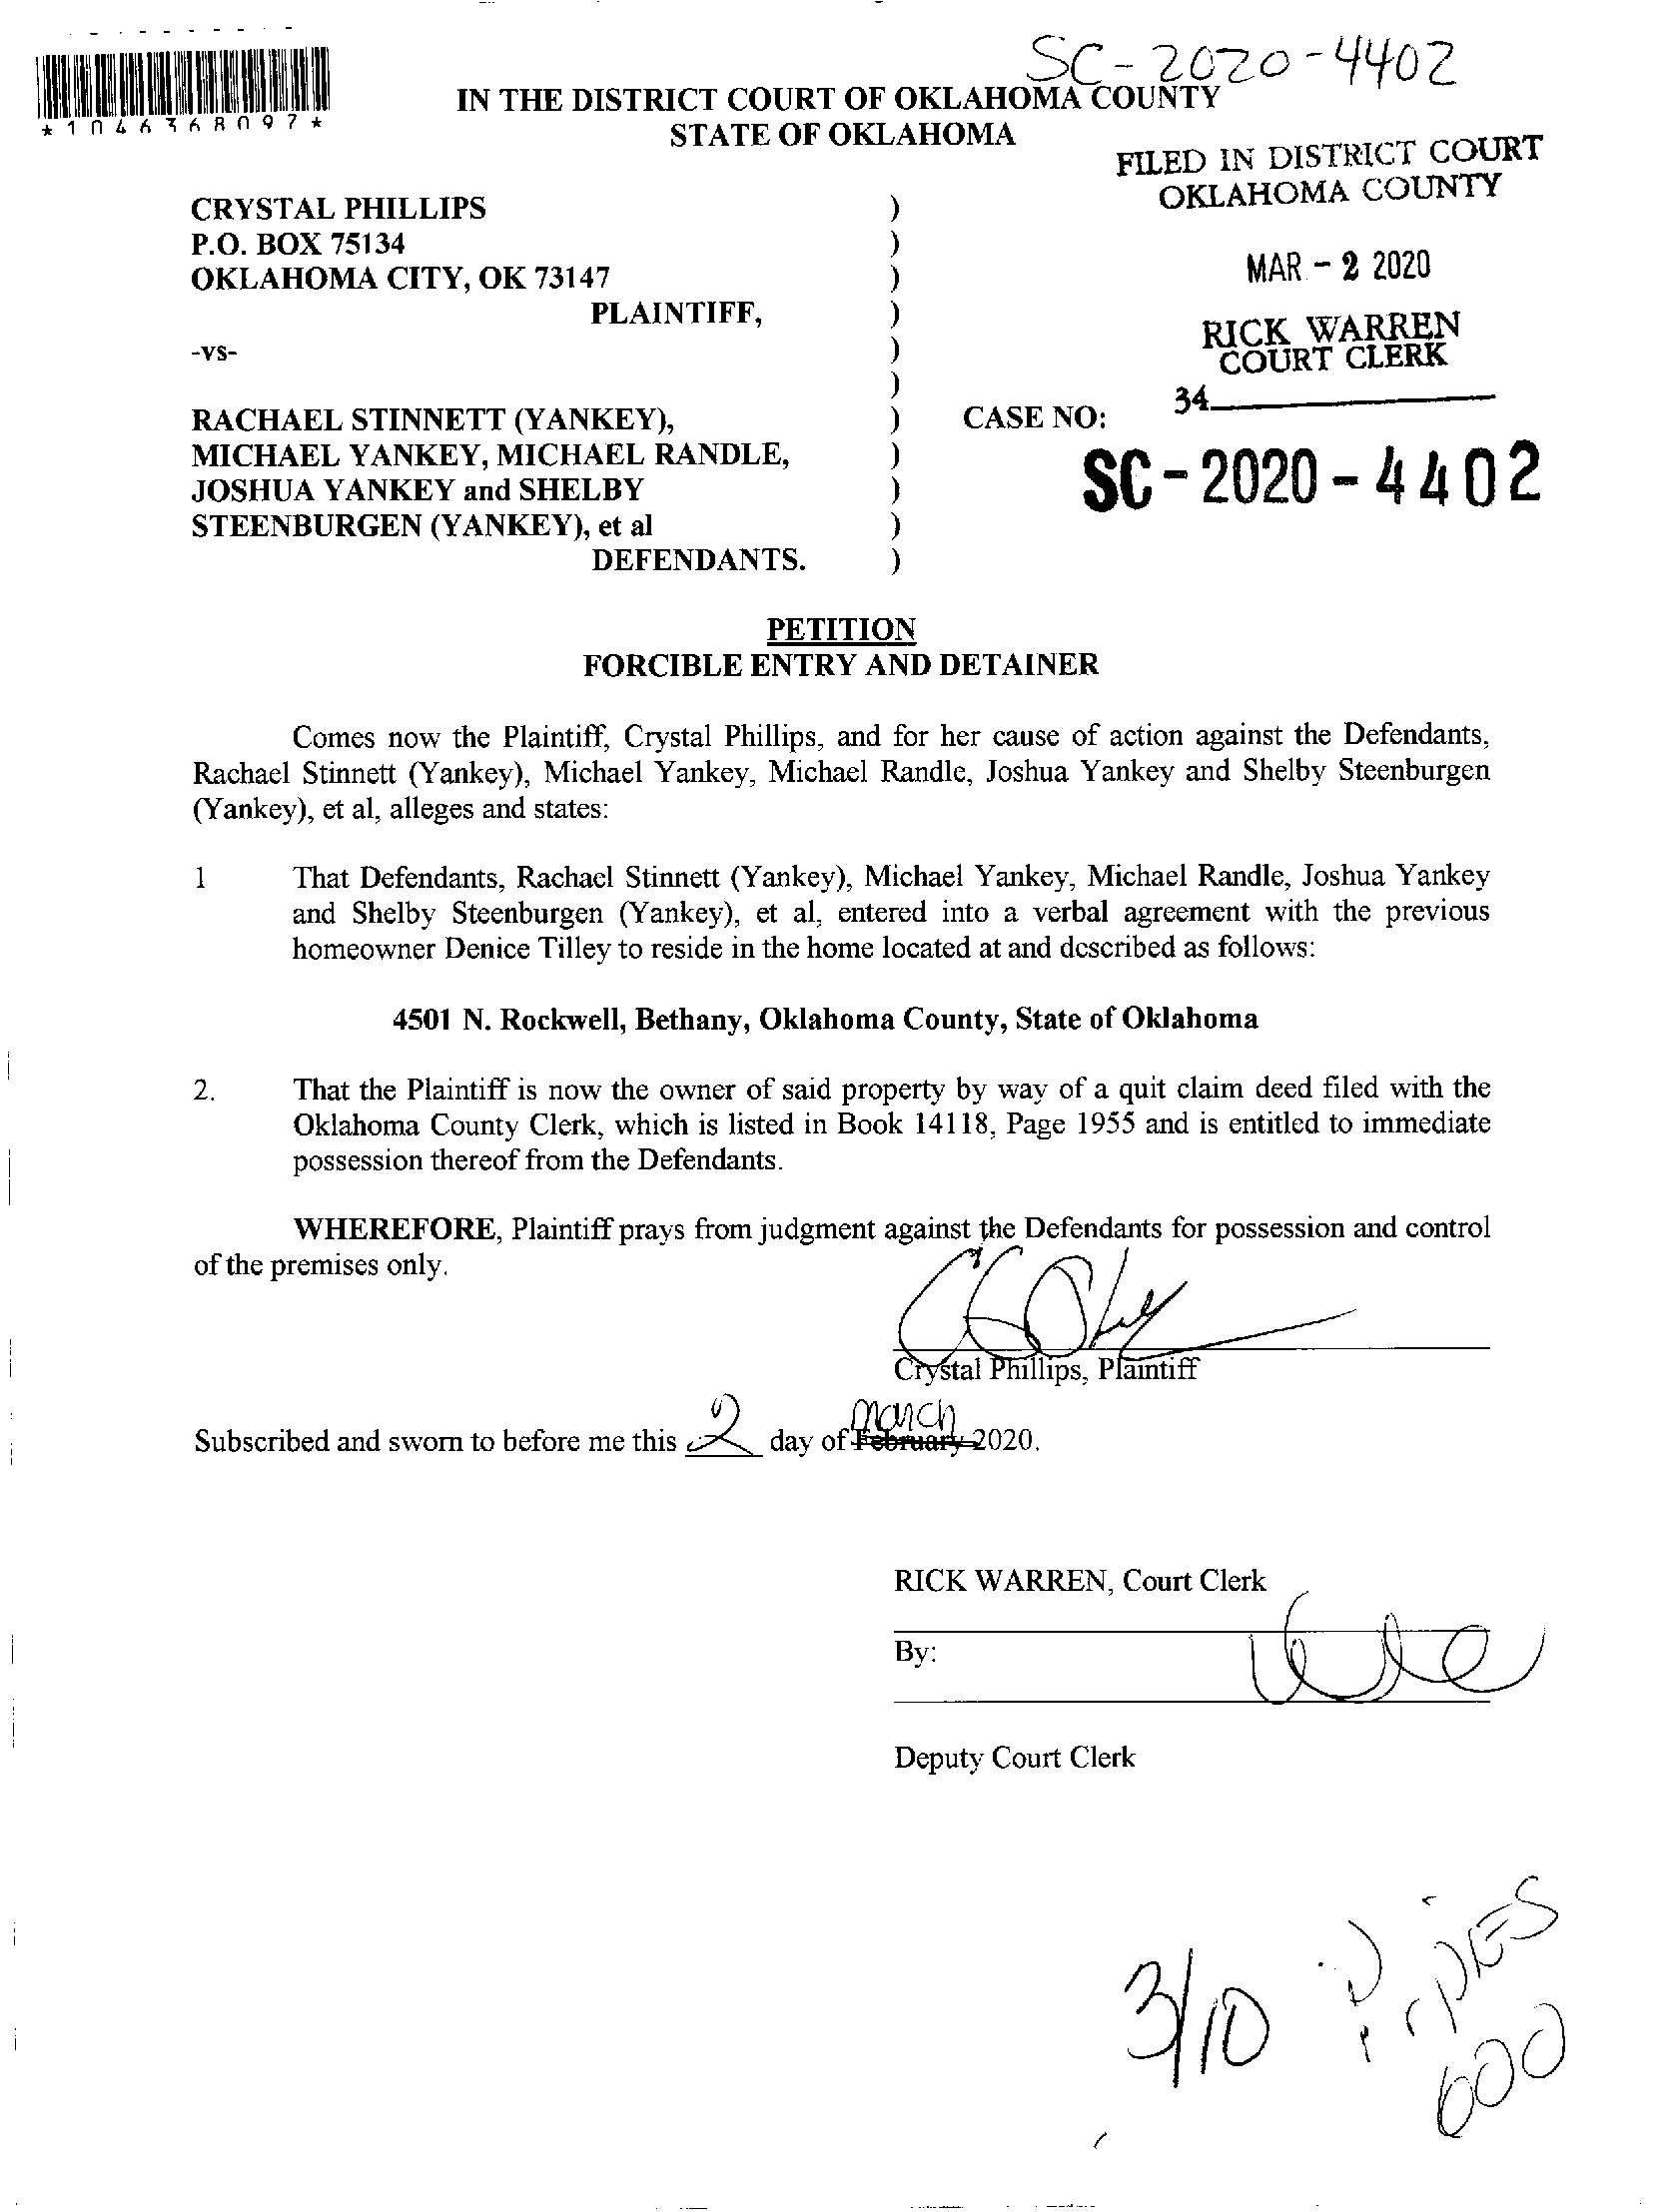 SC-2020-4402
*1046368097*
IN THE DISTRICT COURT OF OKLAHOMA COUNTY
STATE OF OKLAHOMA
FILED IN DISTRICT COURT
OKLAHOMA COUNTY
MAR - 2 2020
RICK WARREN
COURT CLERK
34
CRYSTAL PHILLIPS )
P.O. BOX 75134 )
OKLAHOMA CITY, OK 73147 )
PLAINTIFF, )
-vs- )
)
RACHAEL STINNETT (YANKEY), ) CASE NO:
MICHAEL YANKEY, MICHAEL RANDLE, )
JOSHUA YANKEY and SHELBY ) SC-2020-4402
STEENBURGEN (YANKEY), et al )
DEFENDANTS. )
PETITION
FORCIBLE ENTRY AND DETAINER
Comes now the Plaintiff, Crystal Phillips, and for her cause of action against the Defendants,
Rachael Stinnett (Yankey), Michael Yankey, Michael Randle, Joshua Yankey and Shelby Steenburgen
(Yankey), et al, alleges and states:
1 That Defendants, Rachael Stinnett (Yankey), Michael Yankey, Michael Randle, Joshua Yankey
and Shelby Steenburgen (Yankey), et al, entered into a verbal agreement with the previous
homeowner Denice Tilley to reside in the home located at and described as follows:
4501 N. Rockwell, Bethany, Oklahoma County, State of Oklahoma
2. That the Plaintiff is now the owner of said property by way of a quit claim deed filed with the
Oklahoma County Clerk, which is listed in Book 14118, Page 1955 and is entitled to immediate
possession thereof from the Defendants.
WHEREFORE, Plaintiff prays from judgment against the Defendants for possession and control
of the premises only.
Crystal Phillips, Plaintiff
March
Subscribed and sworn to before me this 2 day of February 2020.
RICK WARREN, Court Clerk
By:
Deputy Court Clerk
3/10
600